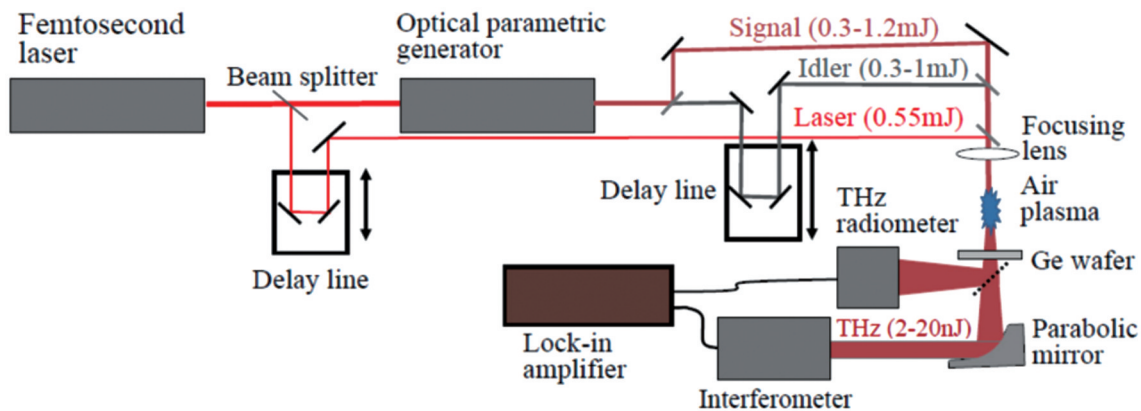 Femtosecond
laser
Beam splitter
Optical parametric
generator
Signal (0.3-1.2mJ)
Idler (0.3-1mJ)
Laser (0.55mJ)
Focusing
lens
Delay line
Delay line
THz
radiometer
Air
plasma
Ge wafer
Lock-in
amplifier
THz (2-20nJ)
Parabolic
mirror
Interferometer